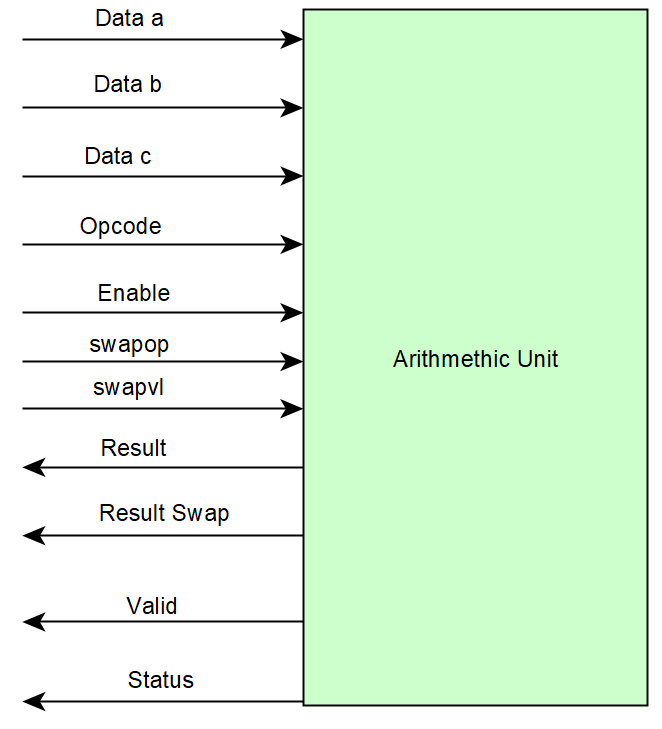 Data a
Data b
Data c
Opcode
Enable
swapop
Arithmethic Unit
swapvl
Result
Result Swap
Valid
Status